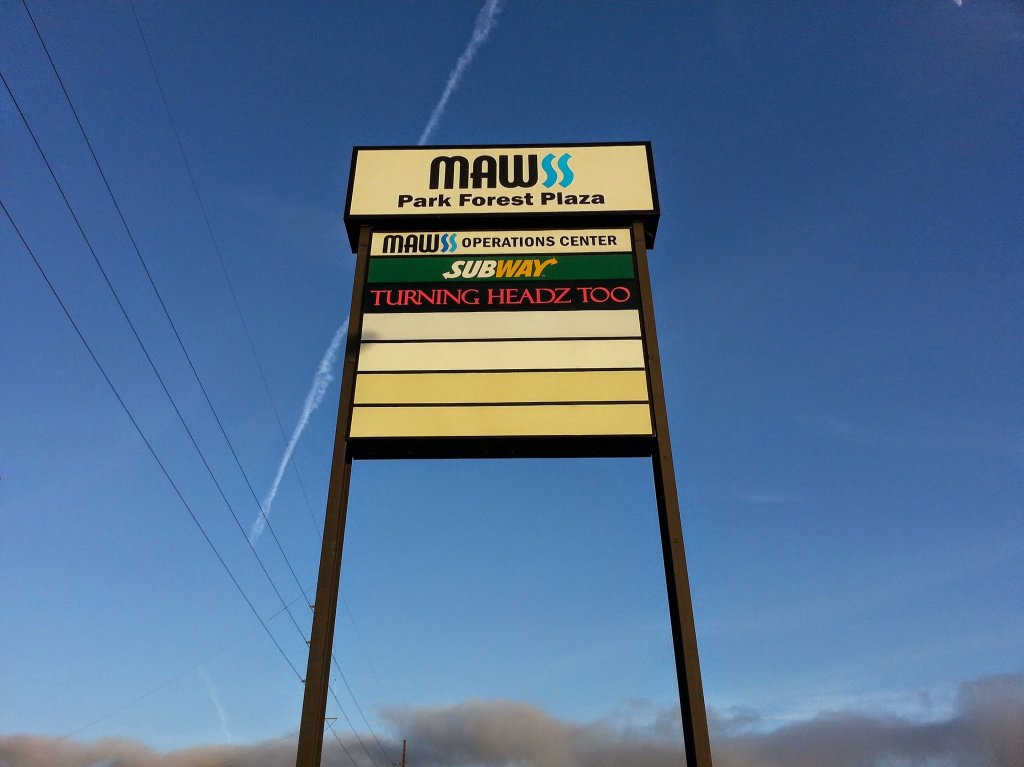 MAWSS
Park Forest Plaza
MAWSS OPERATIONS CENTER
SUBWAY
TURNING HEADZ TOO